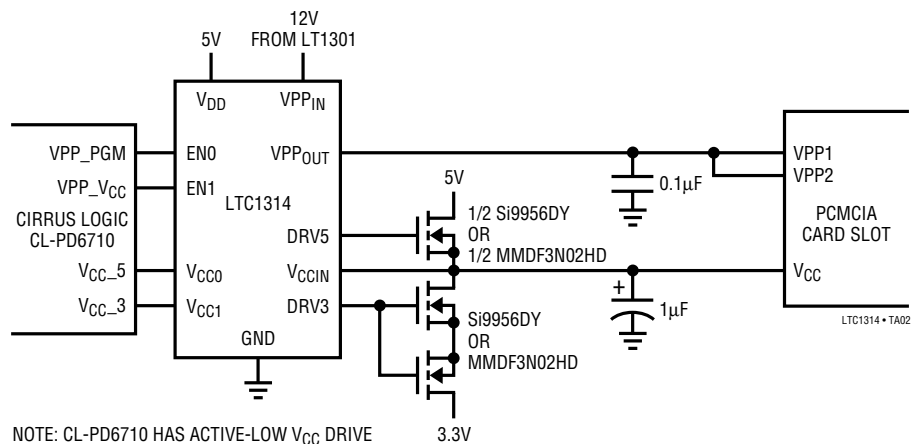 12V
5V FROM LT1301
VDD VPPIN
VPP_PGM EN0 VPPOUT VPP1
VPP_VCC EN1 VPP2
0.1µF
5V
LTC1314
1/2 Si9956DY
OR
1/2 MMDF3N02HD
CIRRUS LOGIC
CL-PD6710
PCMCIA
CARD SLOT
DRV5
VCC_5 VCC0 VCCIN VCC
VCC_3 VCC1 DRV3
+
1µF
Si9956DY
OR
MMDF3N02HD
GND
LTC1314 • TA02
NOTE: CL-PD6710 HAS ACTIVE-LOW VCC DRIVE 3.3V